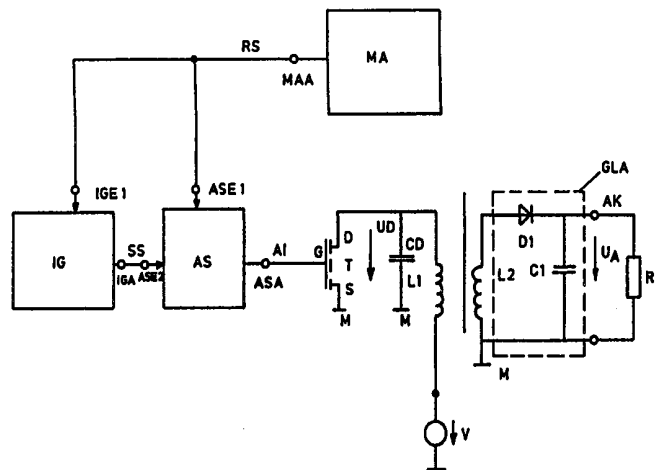 RS
MAA
MA
IGE1
ASE1
GLA
AK
IG
SS
IGA
ASE2
AS
AI
ASA
G
D
T
S
UD
CD
L1
M
M
L2
D1
C1
UA
R
M
V